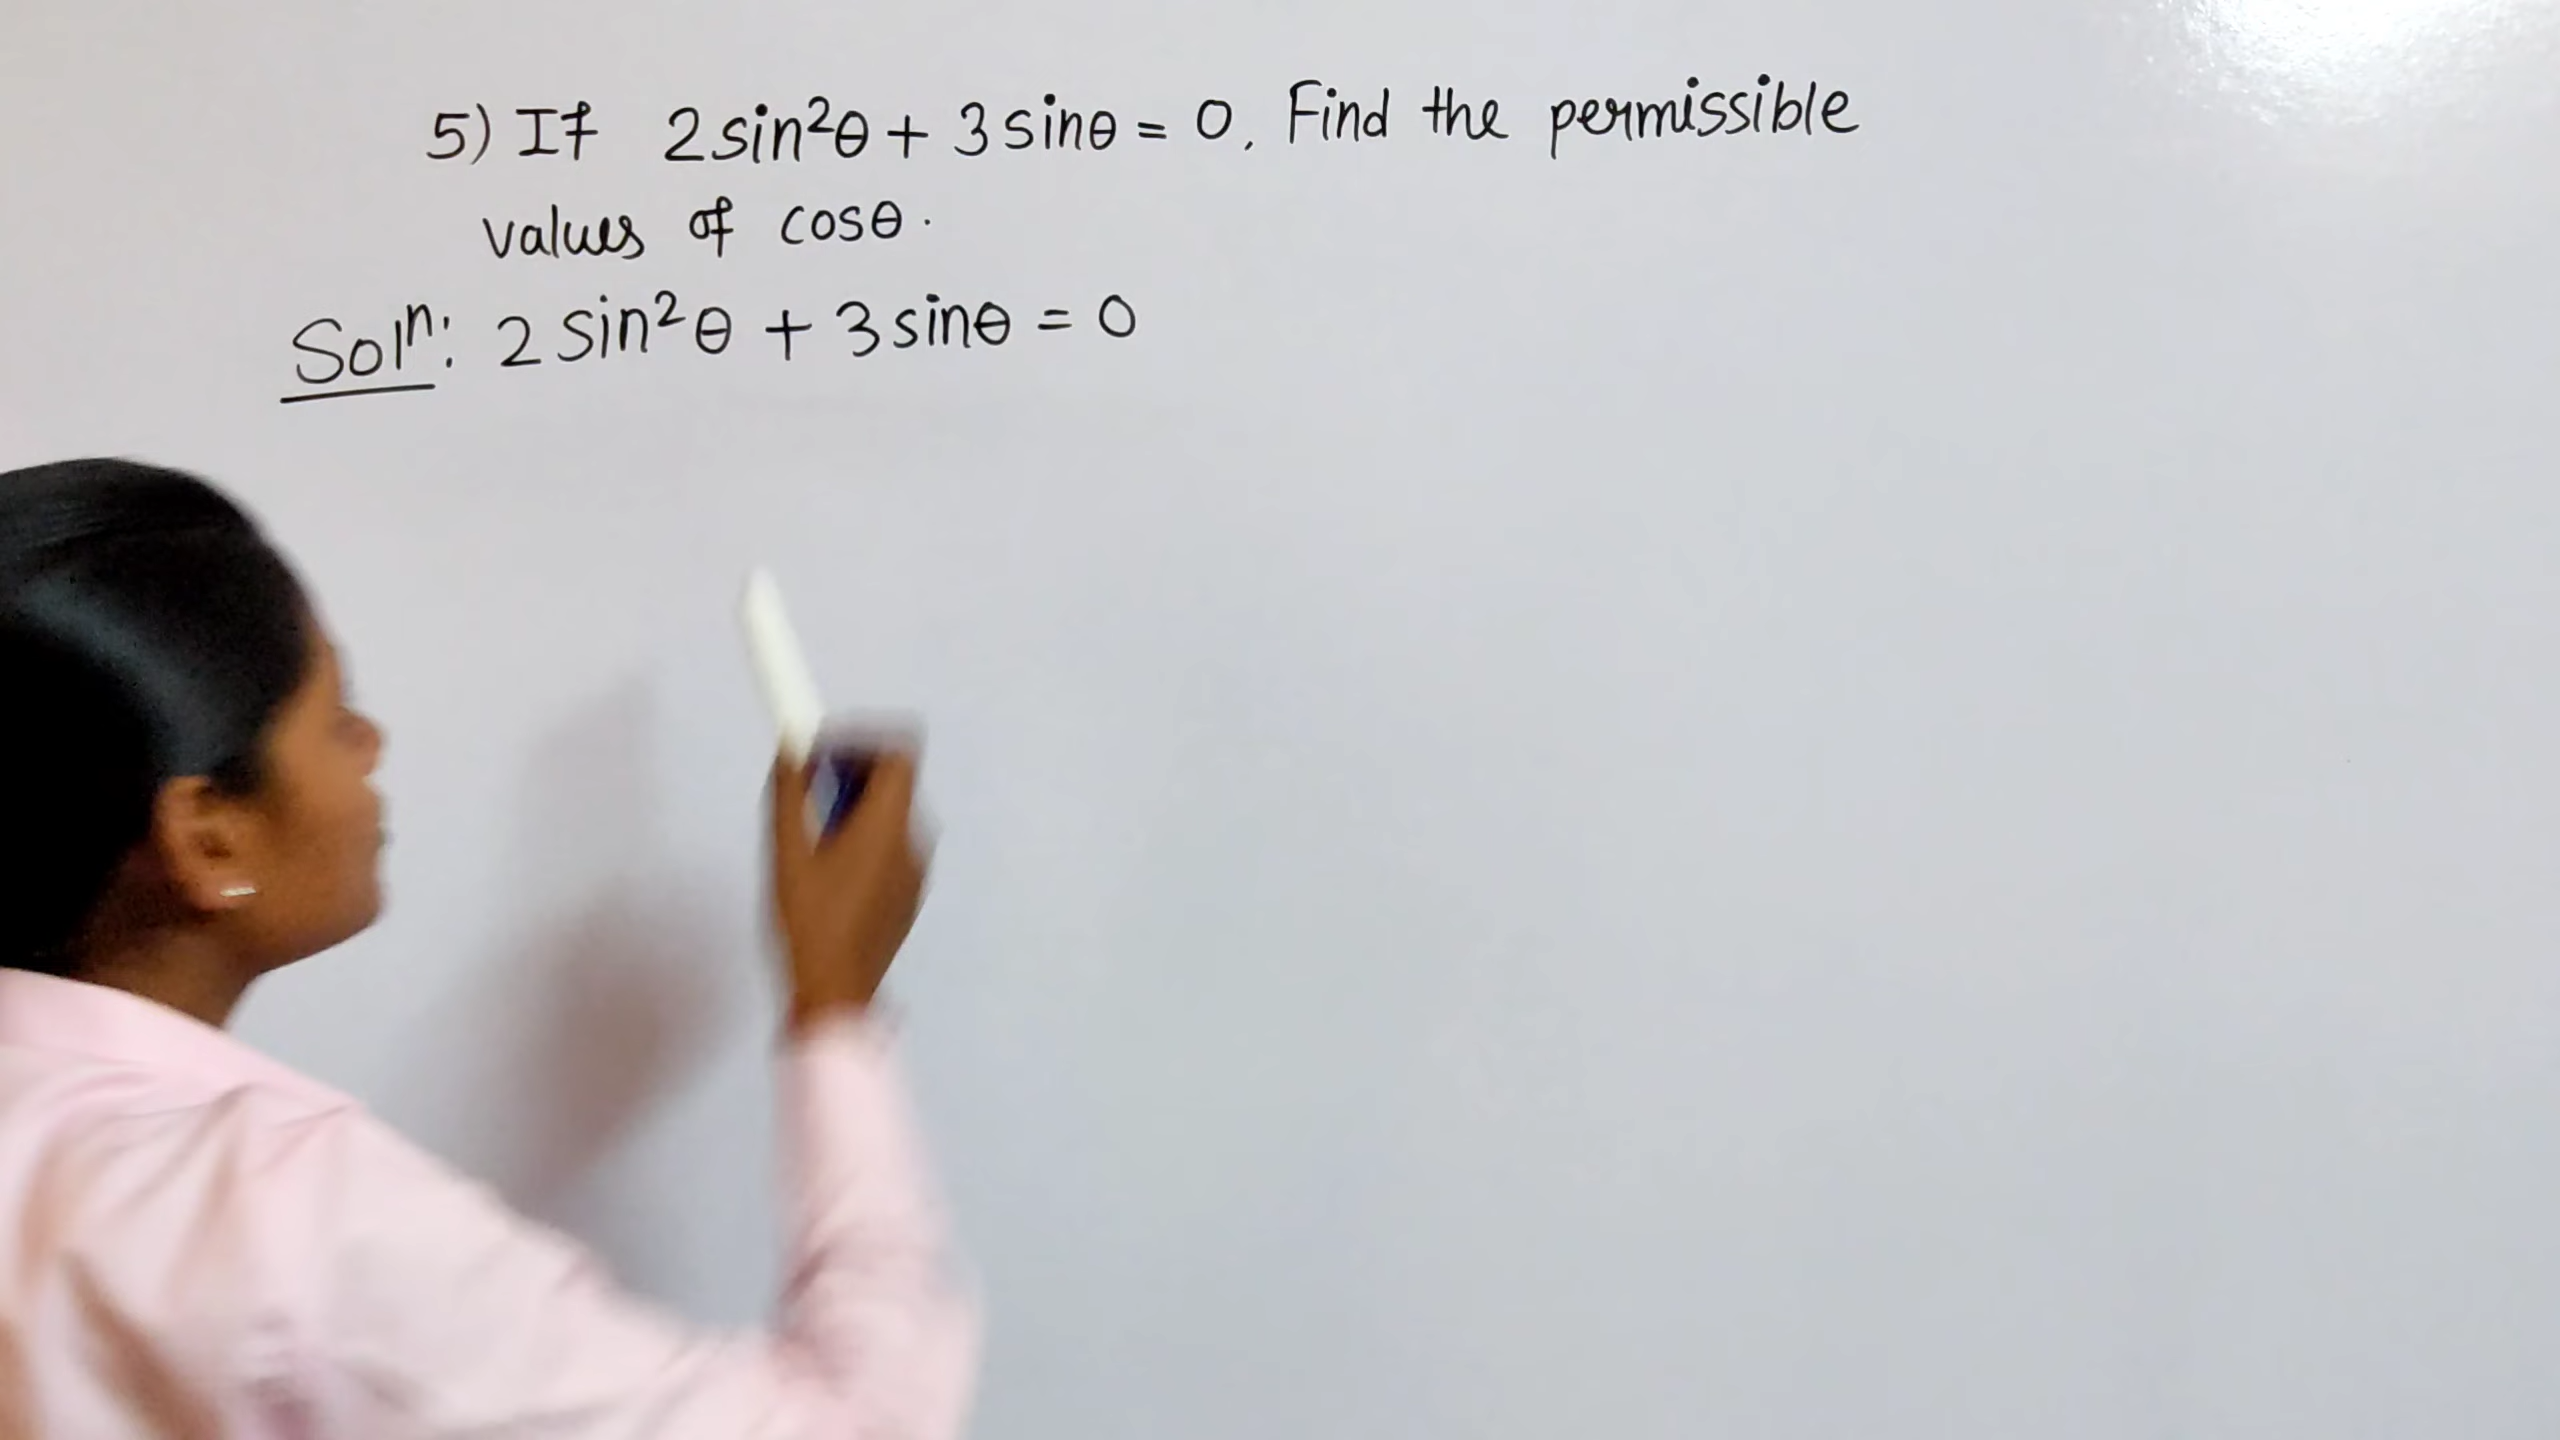 5) If 2sin²θ + 3sinθ = 0. Find the permissible
values of cosθ.
Solⁿ: 2sin²θ + 3sinθ = 0